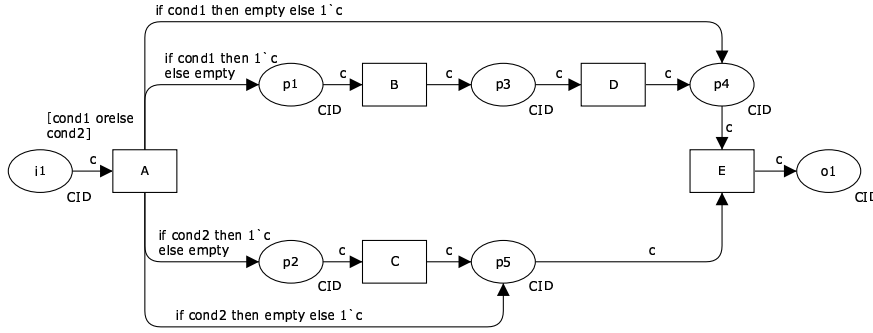 if cond1 then empty else 1`c
if cond1 then 1`c
else empty
p1
CID
c
B
c
p3
CID
c
D
c
p4
CID
c
[cond1 orelse
cond2]
i1
CID
c
A
E
c
o1
CID
if cond2 then 1`c
else empty
p2
CID
c
C
c
p5
CID
c
if cond2 then empty else 1`c